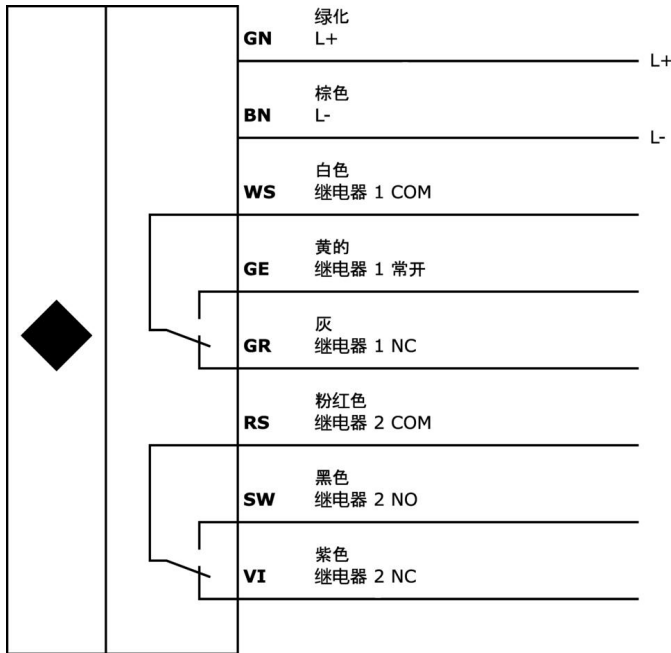 绿化
GN L+
L+
棕色
BN L-
L-
白色
WS 继电器 1 COM
黄的
GE 继电器 1 常开
灰
GR 继电器 1 NC
粉红色
RS 继电器 2 COM
黑色
SW 继电器 2 NO
紫色
VI 继电器 2 NC